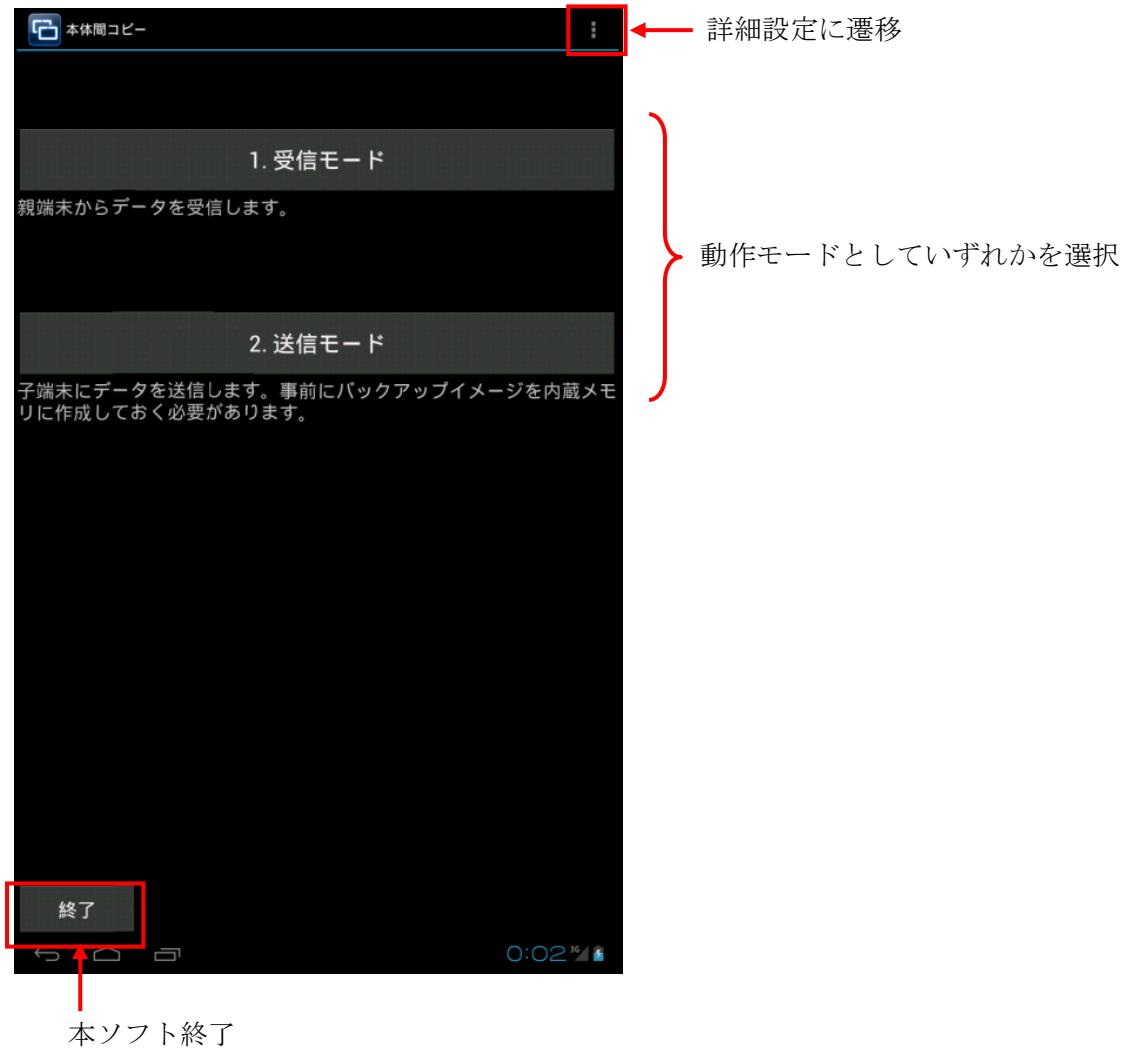 本体間コピー
詳細設定に遷移
1. 受信モード
親端末からデータを受信します。
動作モードとしていずれかを選択
2. 送信モード
子端末にデータを送信します。事前にバックアップイメージを内蔵メモ
リに作成しておく必要があります。
終了
0:02 3G
本ソフト終了